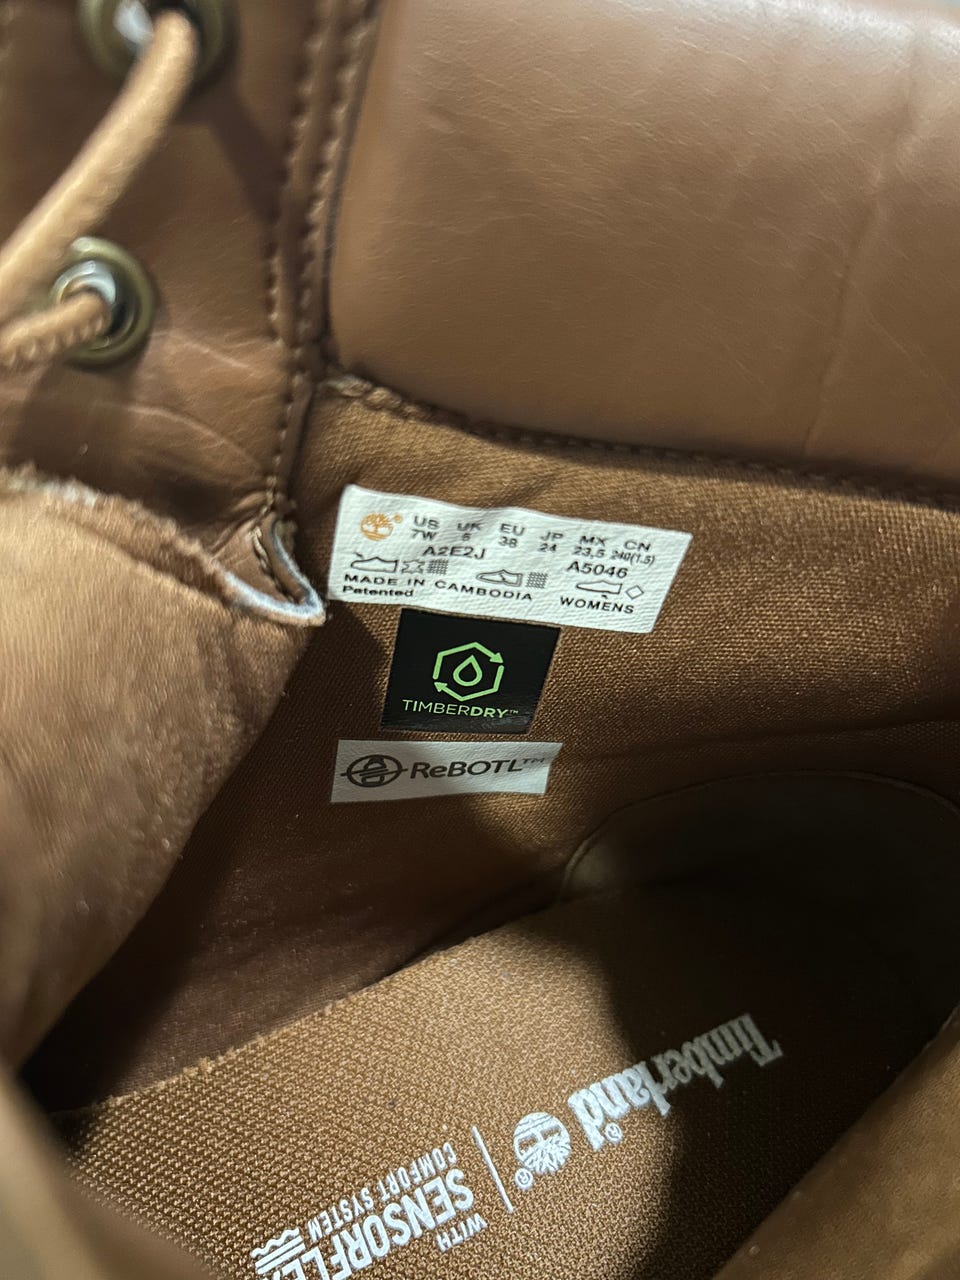 US UK EU JP MX CN
7W 5 38 24 23,5 240(1.5)
A2E2J A5046
MADE IN CAMBODIA
Patented WOMENS
TIMBERDRY™
ReBOTL™
Timberland®
WITH
SENSORFLEX
COMFORT SYSTEM